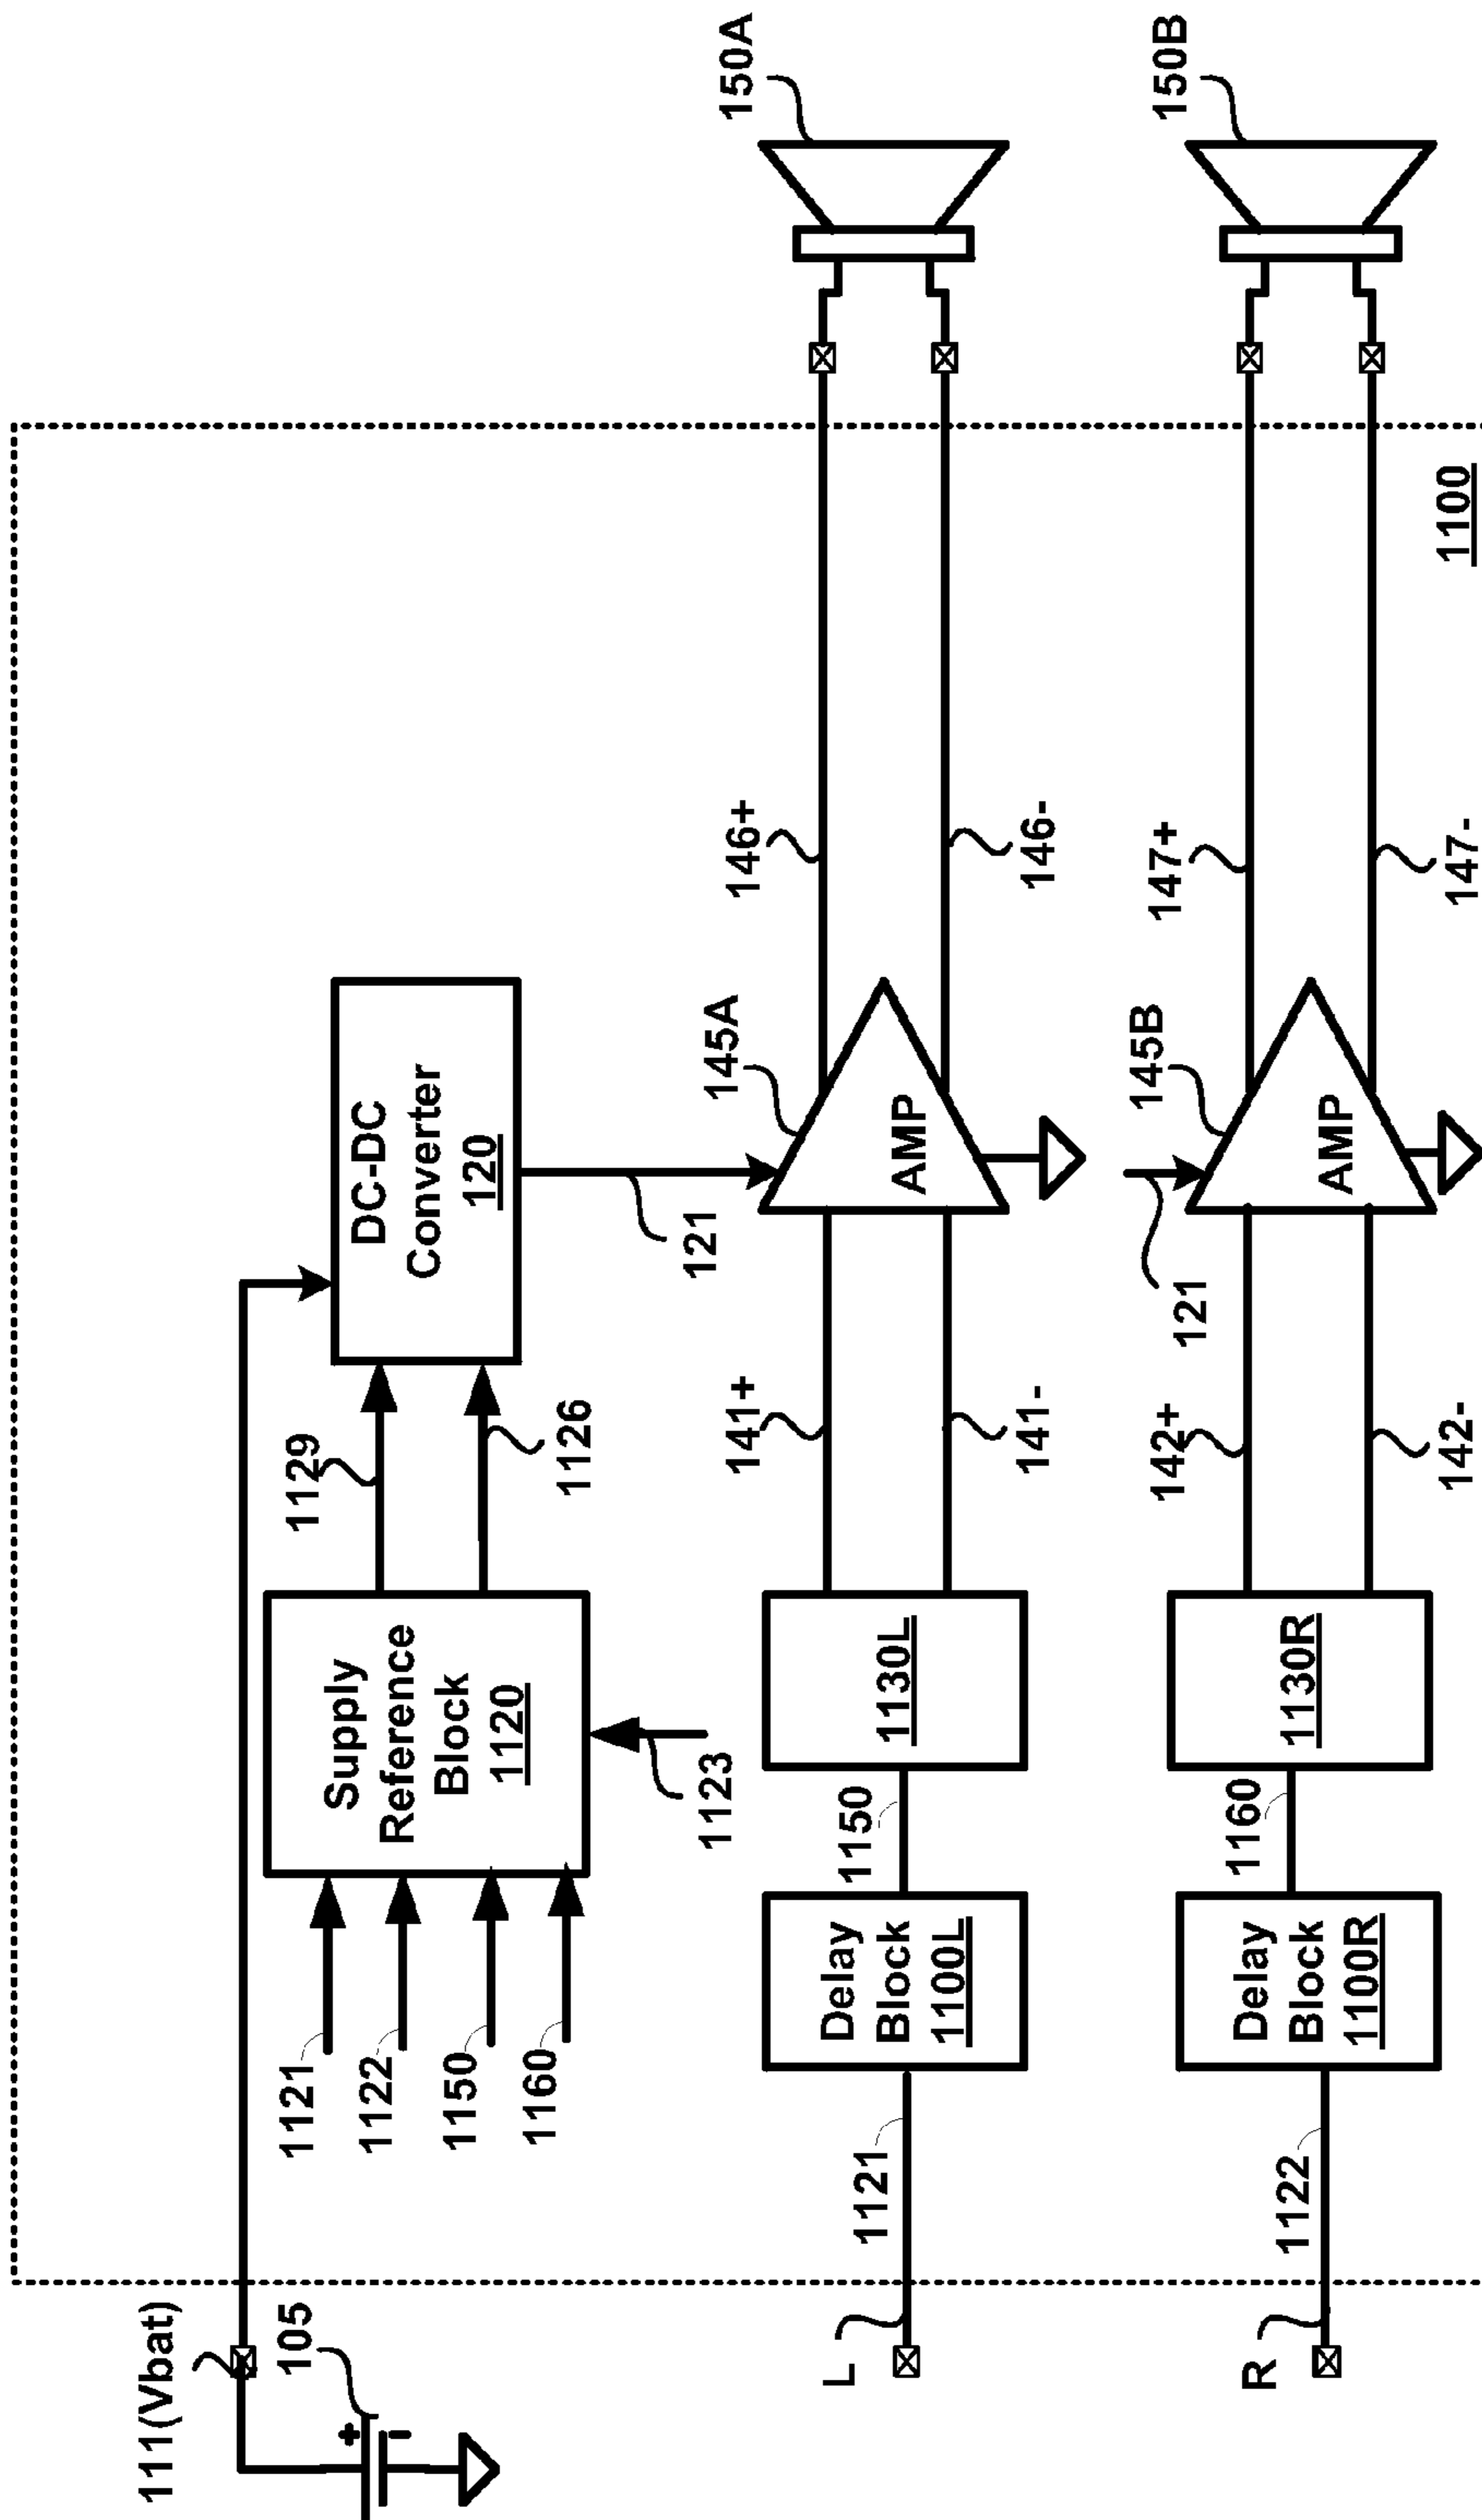 111(Vbat)
105
1121
1122
1150
1160
Supply
Reference
Block
1120
1123
1129
1126
DC-DC
Converter
120
121
L
1121
Delay
Block
1100L
1150
1130L
141+
141-
145A
AMP
146+
146-
150A
R
1122
Delay
Block
1100R
1160
1130R
142+
142-
121
145B
AMP
147+
147-
150B
1100
+
-